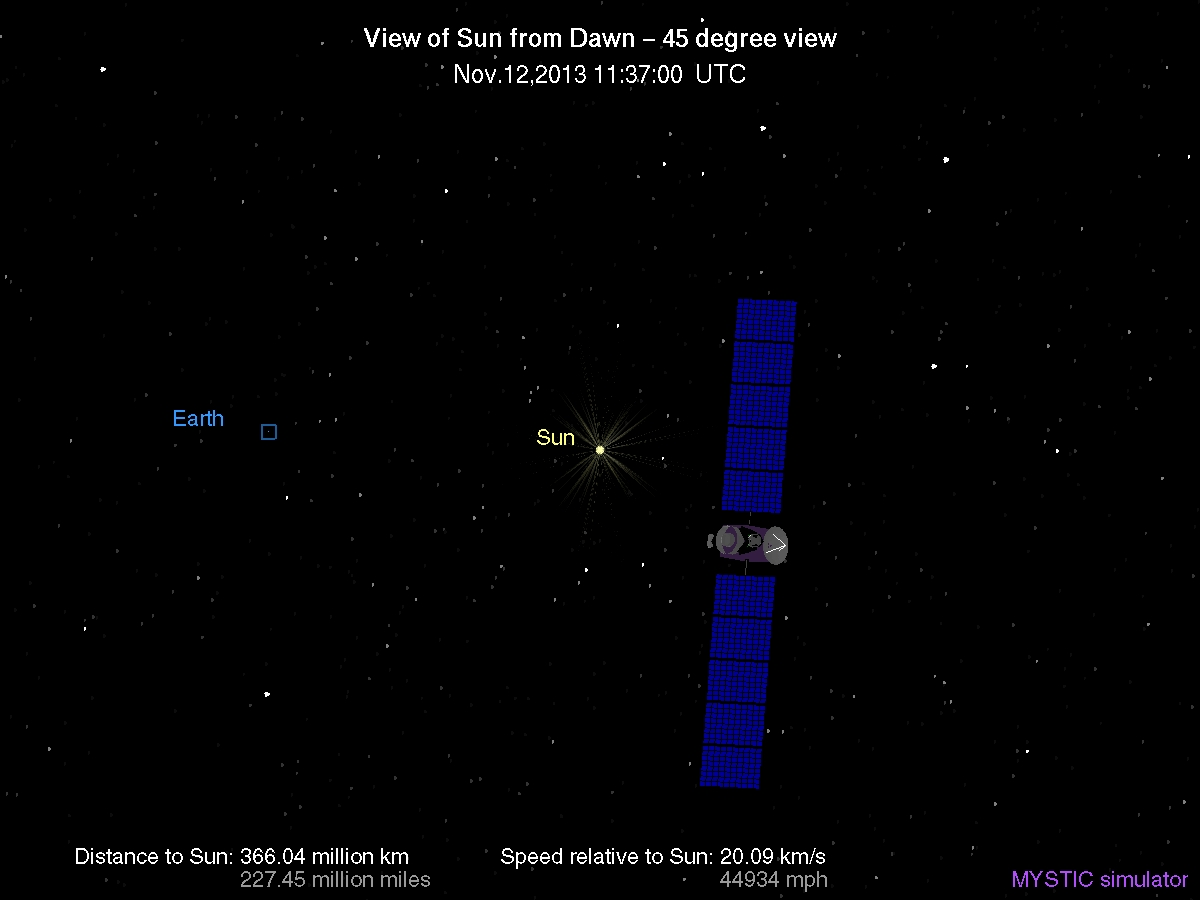 View of Sun from Dawn – 45 degree view
Nov.12,2013 11:37:00 UTC
Earth
Sun
Distance to Sun: 366.04 million km
227.45 million miles
Speed relative to Sun: 20.09 km/s
44934 mph
MYSTIC simulator